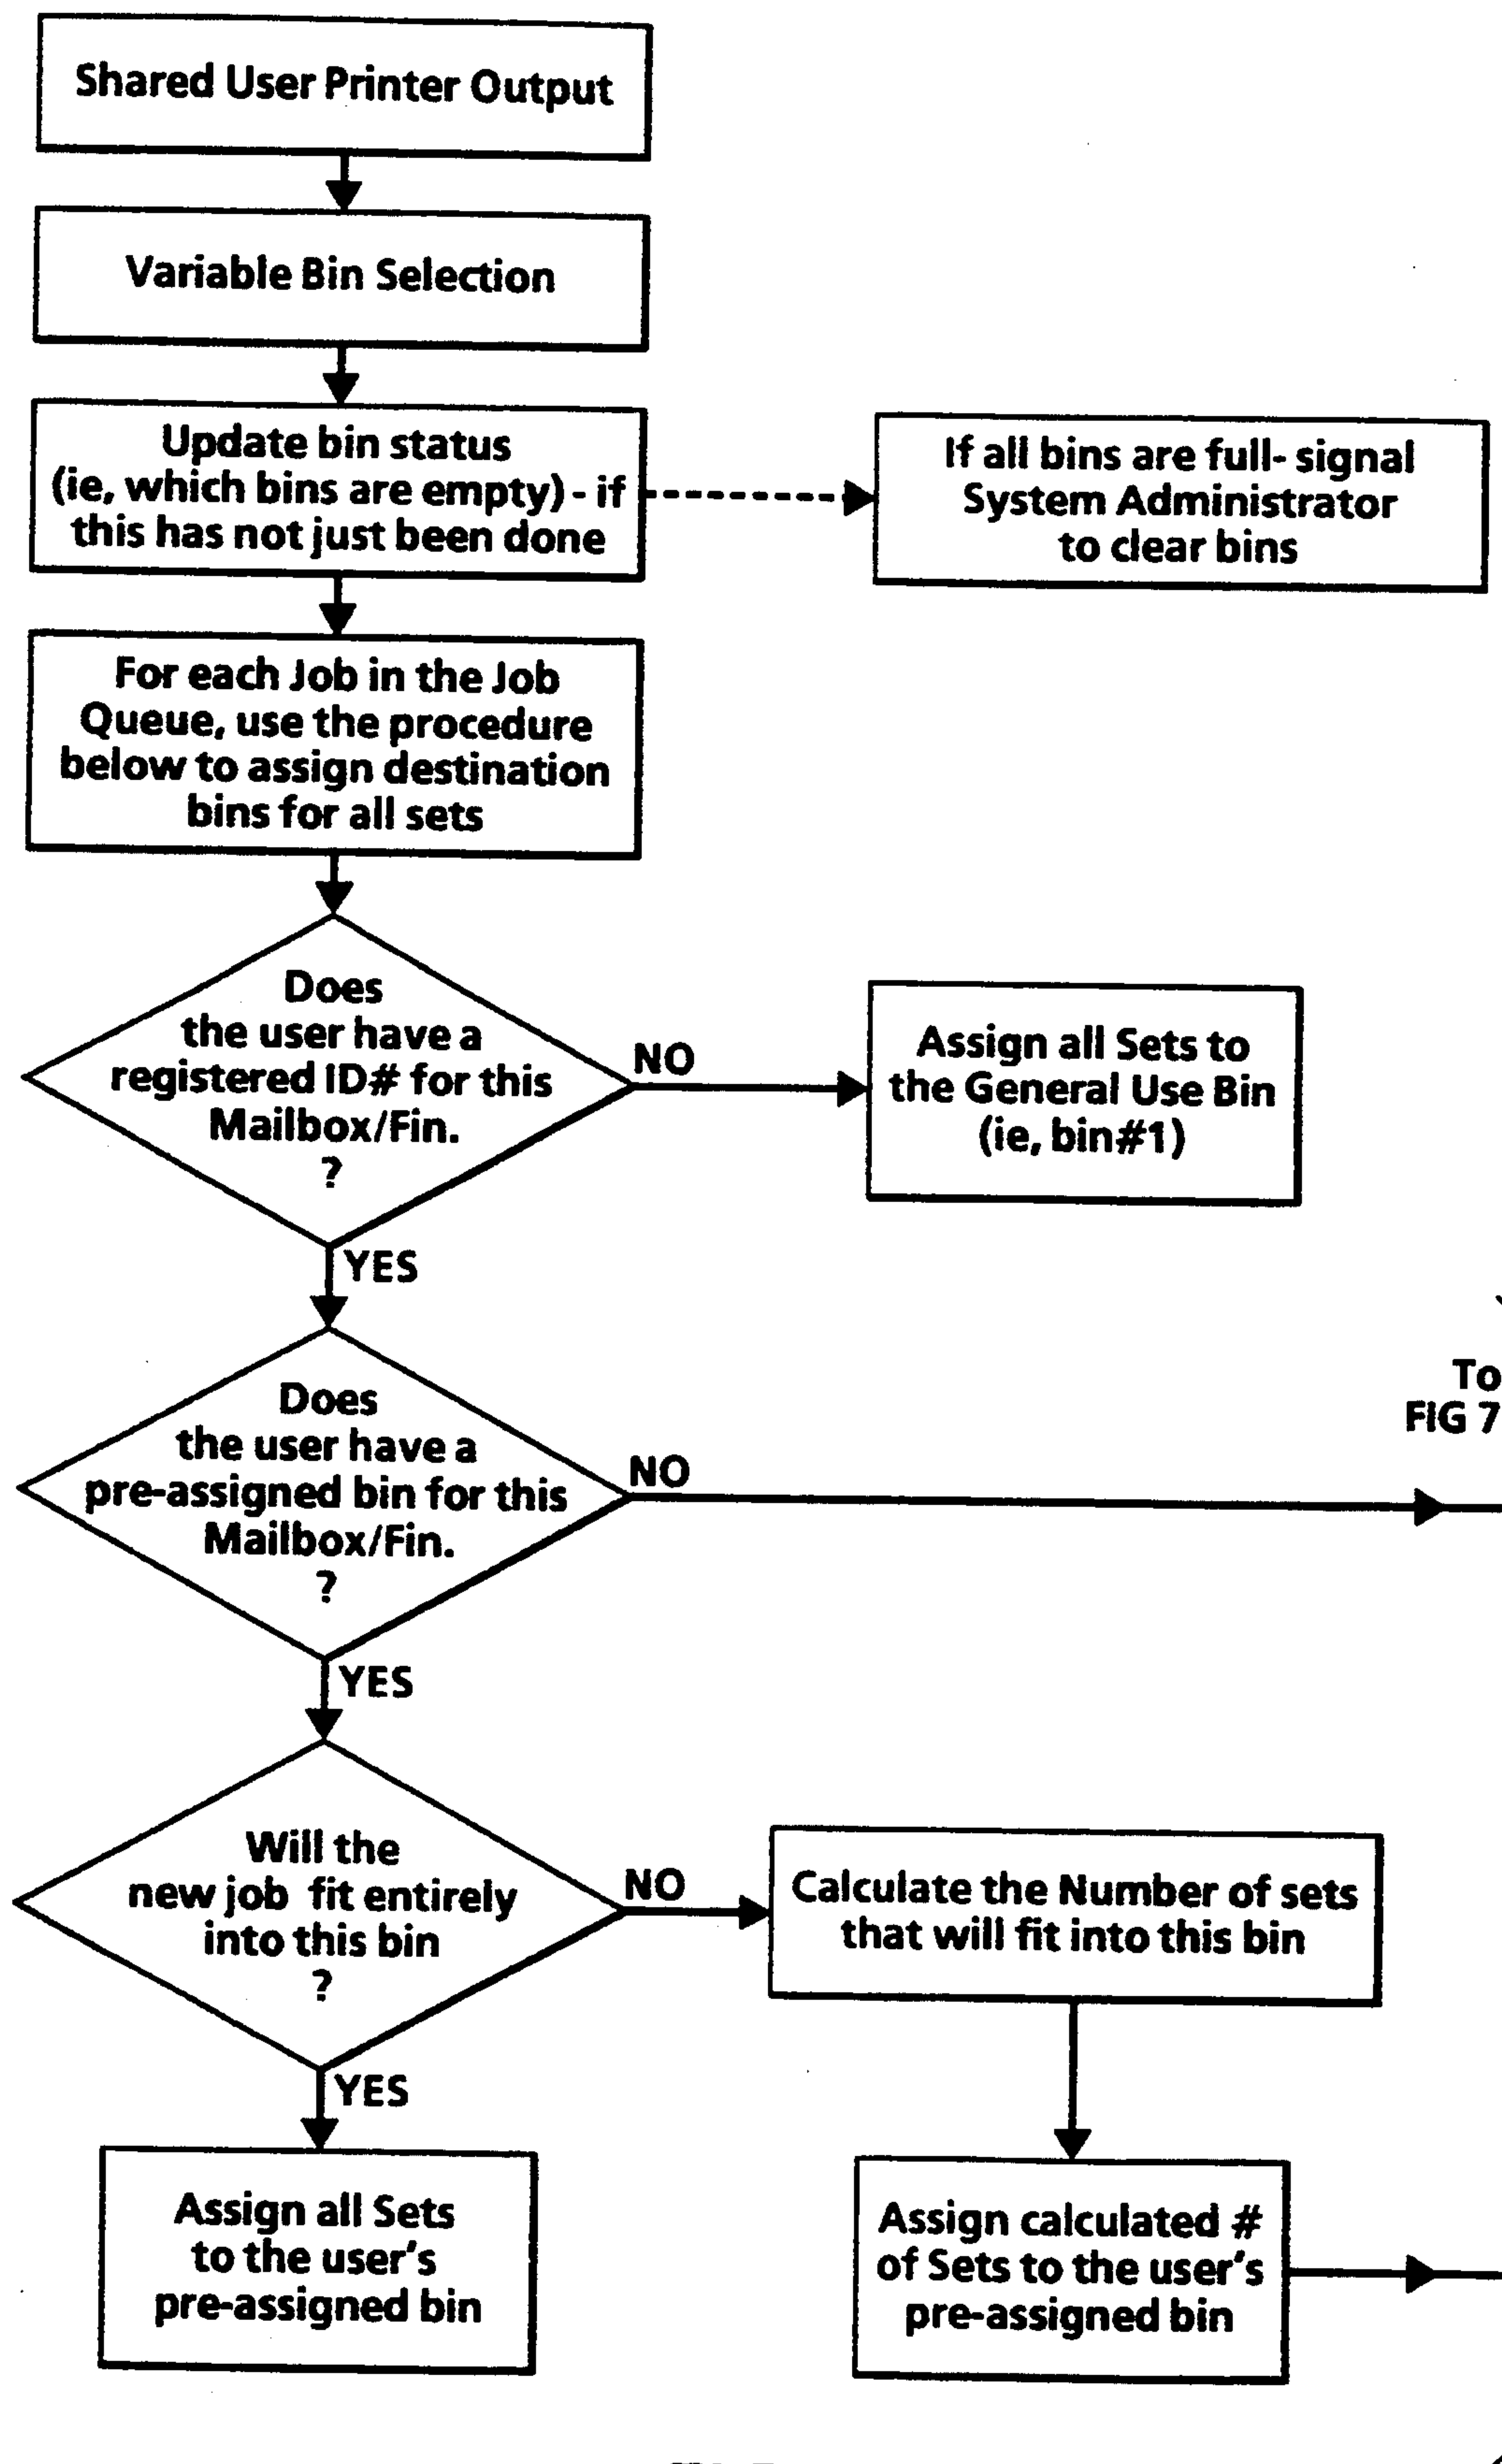 Shared User Printer Output
Variable Bin Selection
Update bin status
(ie, which bins are empty) - if
this has not just been done
If all bins are full- signal
System Administrator
to clear bins
For each Job in the Job
Queue, use the procedure
below to assign destination
bins for all sets
Does
the user have a
registered ID# for this
Mailbox/Fin.
?
NO
Assign all Sets to
the General Use Bin
(ie, bin#1)
YES
Does
the user have a
pre-assigned bin for this
Mailbox/Fin.
?
NO
To
FIG 7
YES
Will the
new job fit entirely
into this bin
?
NO
Calculate the Number of sets
that will fit into this bin
YES
Assign all Sets
to the user's
pre-assigned bin
Assign calculated #
of Sets to the user's
pre-assigned bin